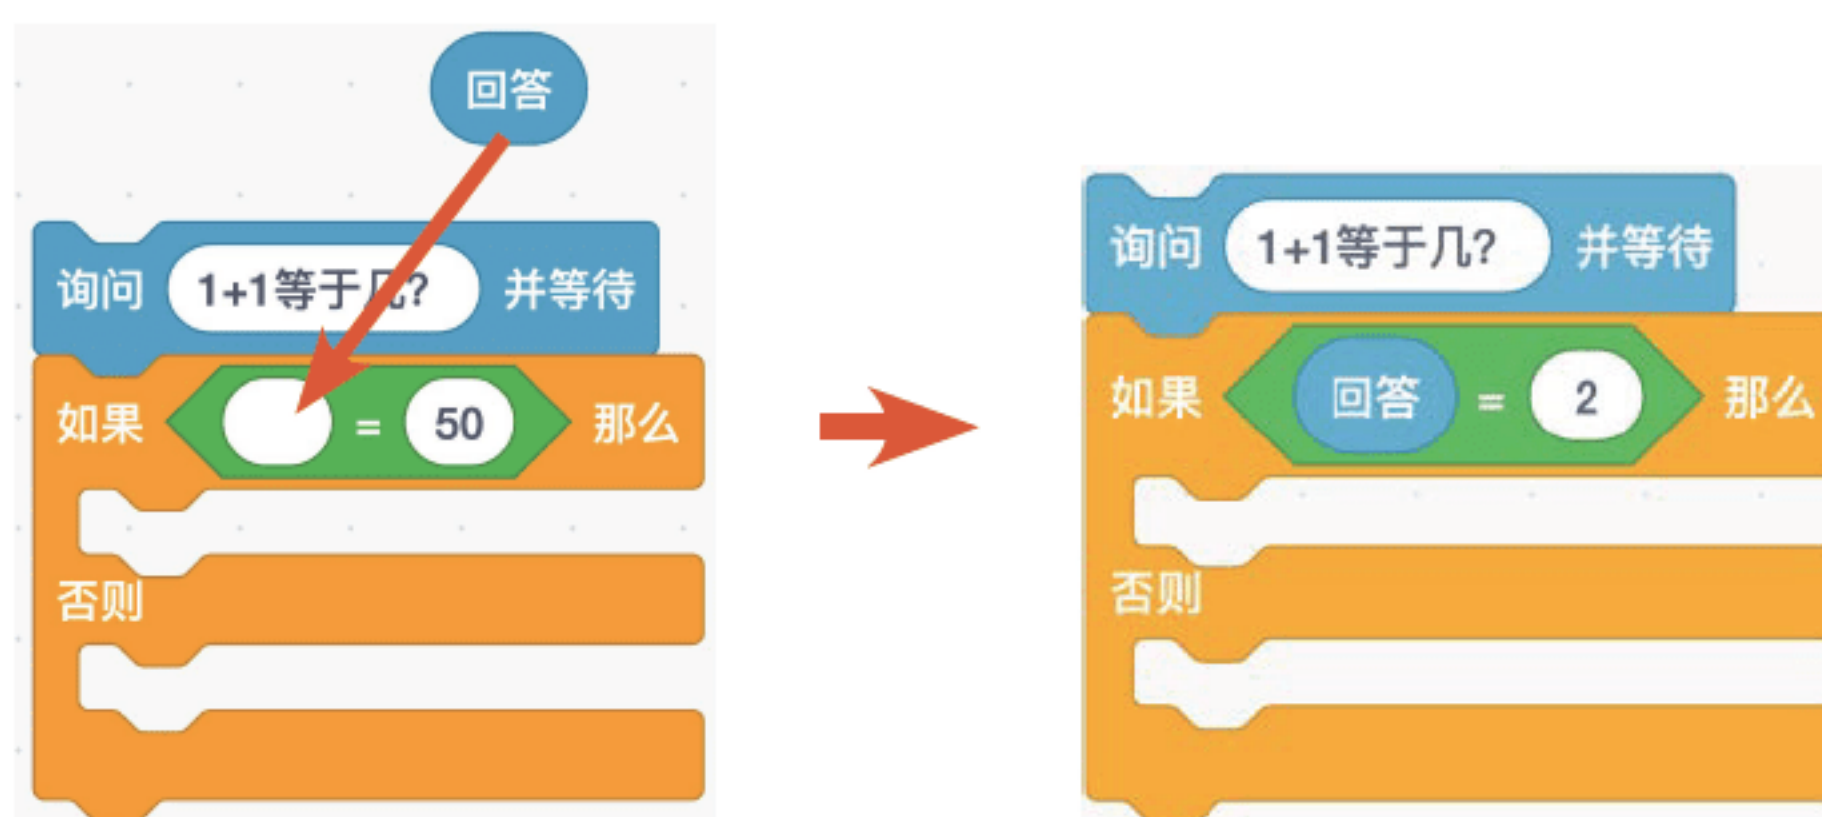 回答
询问 1+1等于几? 并等待
如果 = 50 那么
否则
询问 1+1等于几? 并等待
如果 回答 = 2 那么
否则